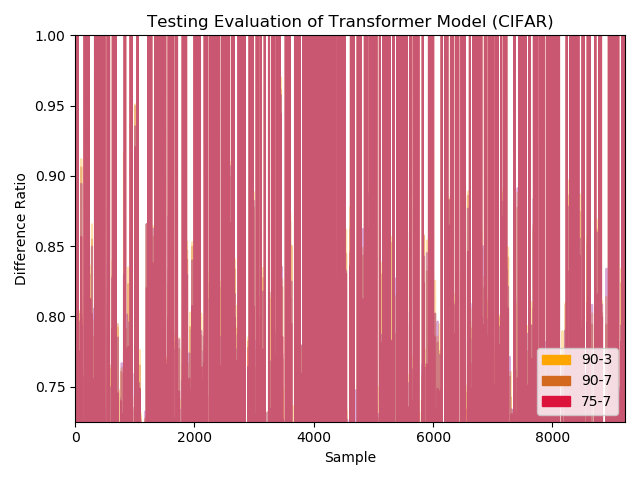 Testing Evaluation of Transformer Model (CIFAR)
1.00
0.95
0.90
0.85
0.80
0.75
Difference Ratio
0 2000 4000 6000 8000
Sample
90-3
90-7
75-7